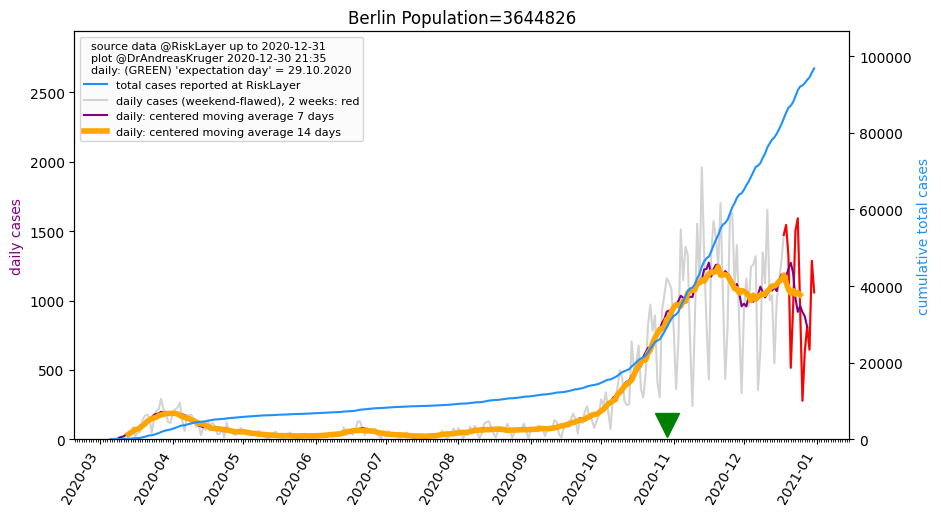 Berlin Population=3644826
source data @RiskLayer up to 2020-12-31
plot @DrAndreasKruger 2020-12-30 21:35
daily: (GREEN) 'expectation day' = 29.10.2020
total cases reported at RiskLayer
daily cases (weekend-flawed), 2 weeks: red
daily: centered moving average 7 days
daily: centered moving average 14 days
daily cases
2500
2000
1500
1000
500
0
cumulative total cases
100000
80000
60000
40000
20000
0
2020-03
2020-04
2020-05
2020-06
2020-07
2020-08
2020-09
2020-10
2020-11
2020-12
2021-01